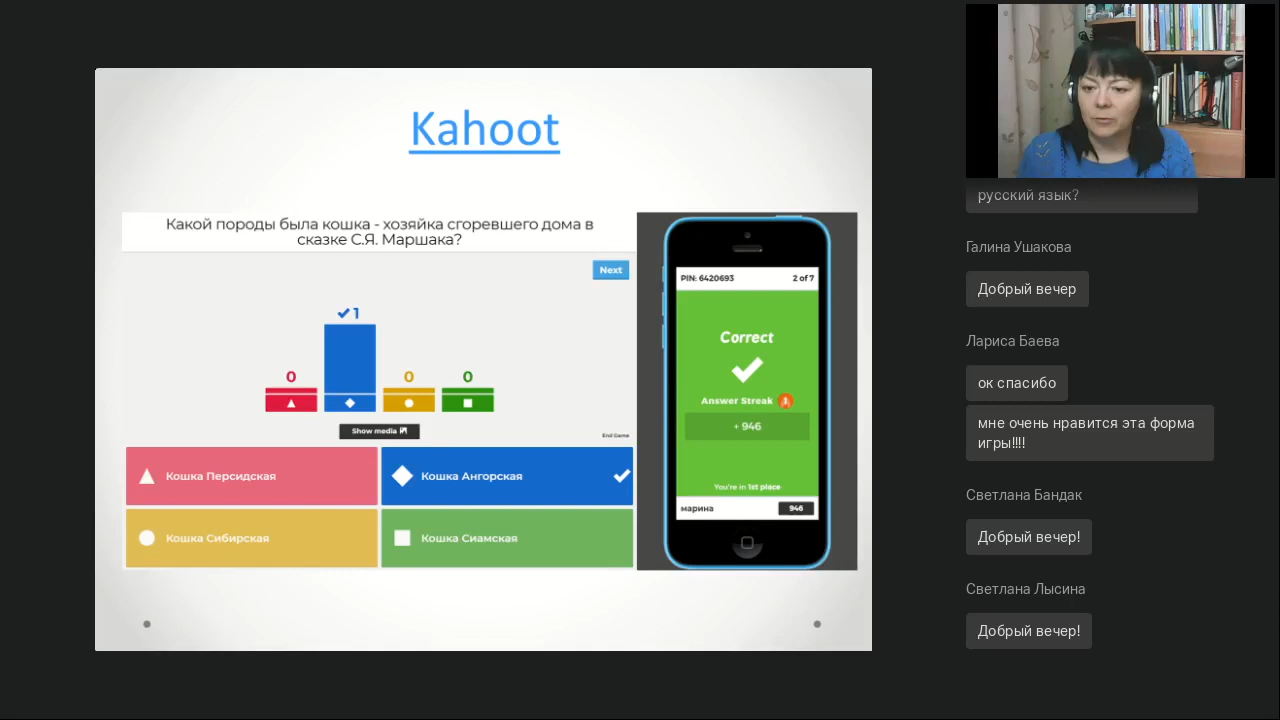 Kahoot
Какой породы была кошка - хозяйка сгоревшего дома в
сказке С.Я. Маршака?
Next
0
1
0
0
Show media
End Game
Кошка Персидская
Кошка Ангорская
Кошка Сибирская
Кошка Сиамская
PIN: 6420693
2 of 7
Correct
Answer Streak 1
+ 946
You're in 1st place
марина
946
русский язык?
Галина Ушакова
Добрый вечер
Лариса Баева
ок спасибо
мне очень нравится эта форма
игры!!!!
Светлана Бандак
Добрый вечер!
Светлана Лысина
Добрый вечер!